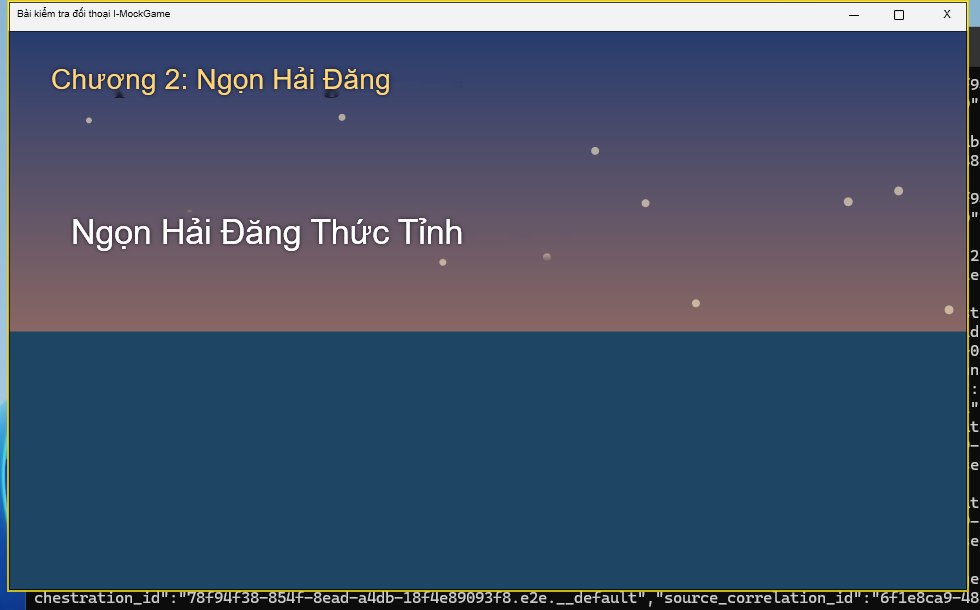 Bài kiểm tra đối thoại I-MockGame
Chương 2: Ngọn Hải Đăng
Ngọn Hải Đăng Thức Tỉnh
chestration_id":"78f94f38-854f-8ead-a4db-18f4e89093f8.e2e.__default","source_correlation_id":"6f1e8ca9-4